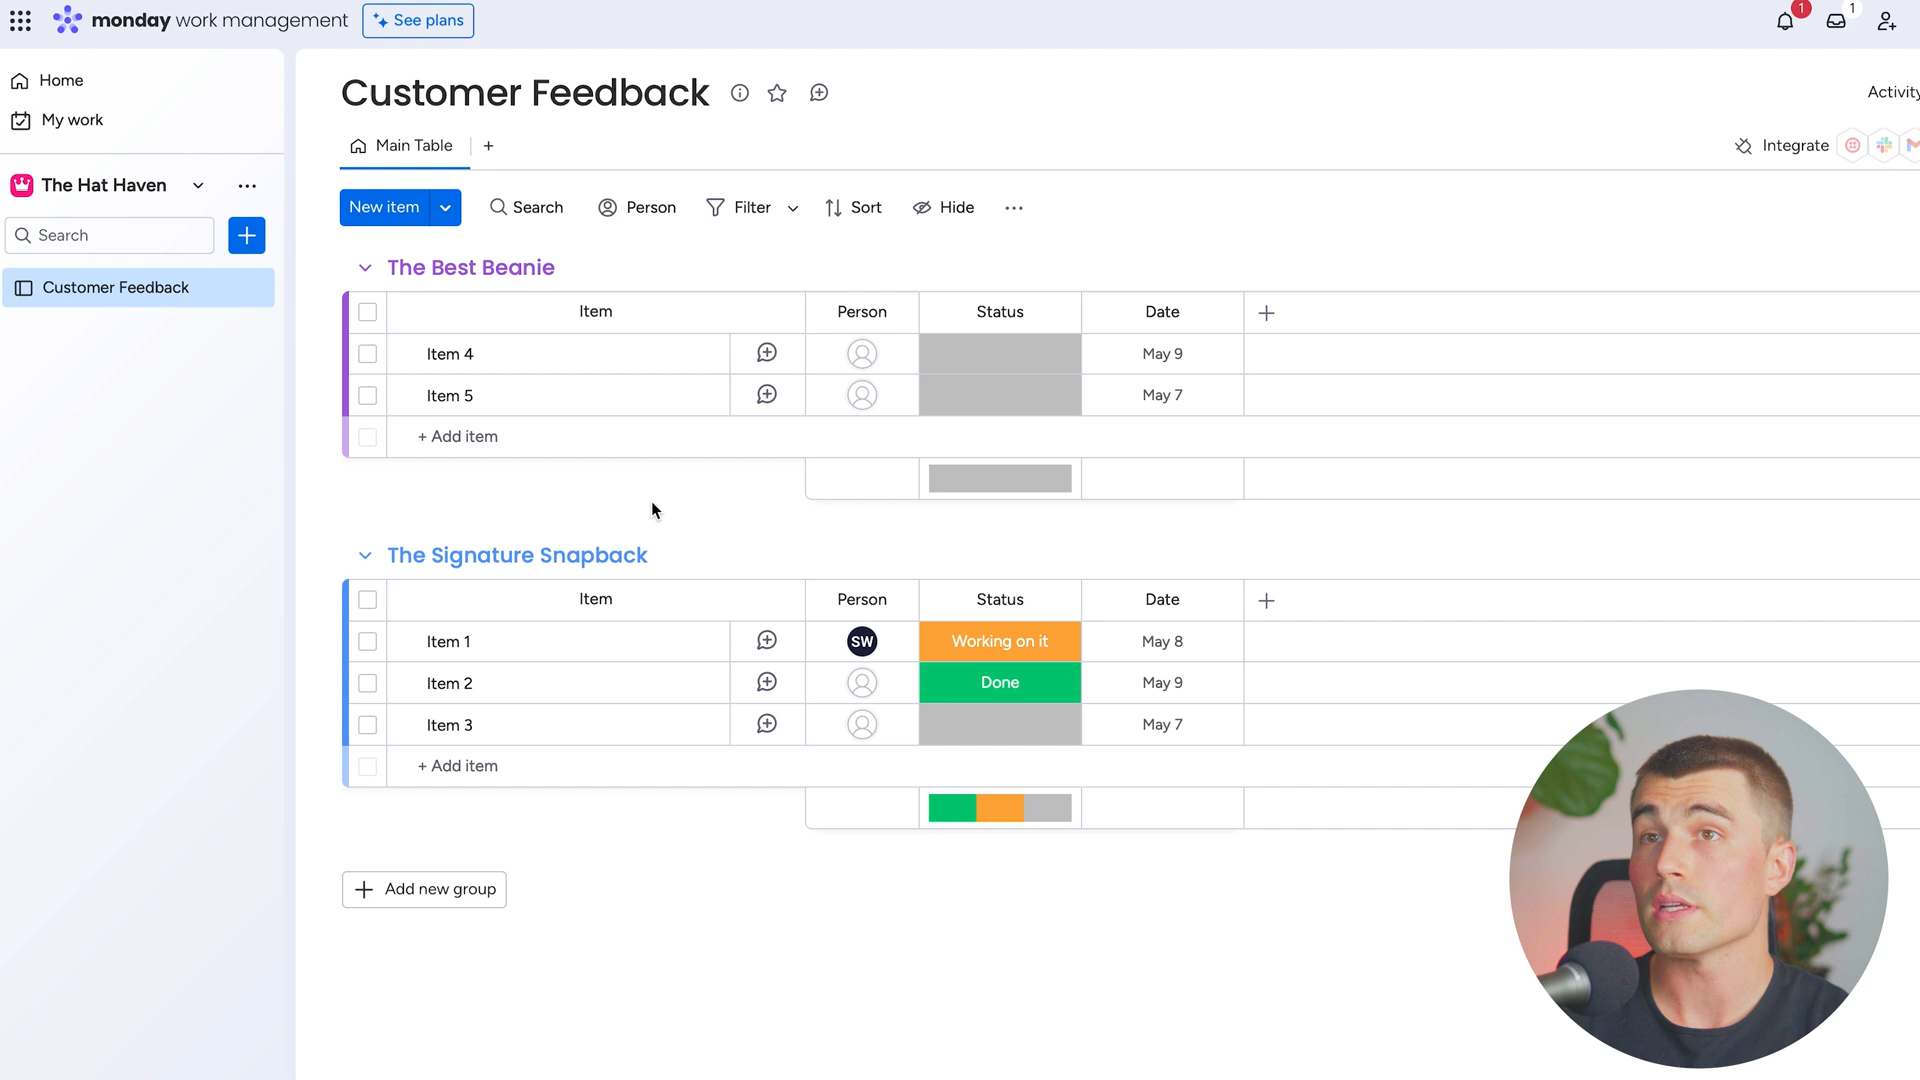 monday work management
See plans
1
1
Home
My work
The Hat Haven
Search
Customer Feedback
Customer Feedback
Activity
Main Table
+
Integrate
New item
Search
Person
Filter
Sort
Hide
The Best Beanie
Item Person Status Date
Item 4 May 9
Item 5 May 7
+ Add item
The Signature Snapback
Item Person Status Date
Item 1 SW Working on it May 8
Item 2 Done May 9
Item 3 May 7
+ Add item
+ Add new group